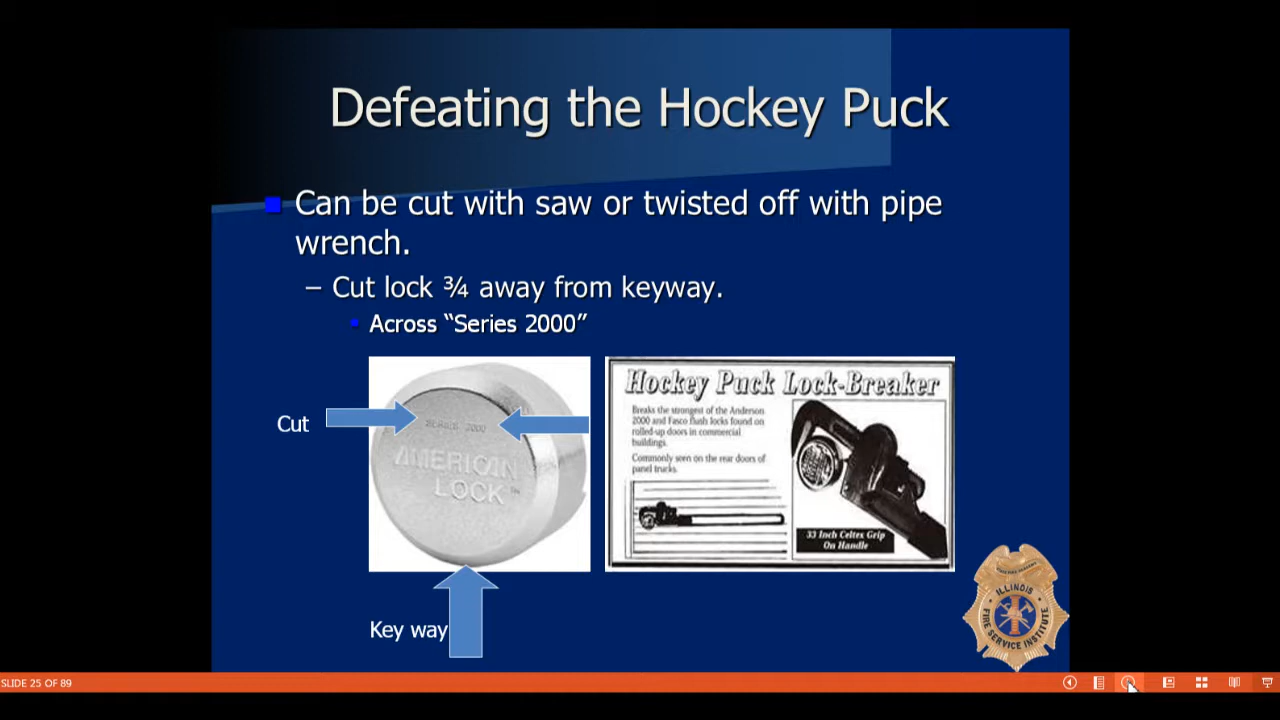 Defeating the Hockey Puck
Can be cut with saw or twisted off with pipe
wrench.
– Cut lock ¾ away from keyway.
Across “Series 2000”
Cut
SERIES 2000
AMERICAN
LOCK
Key way
Hockey Puck Lock-Breaker
Breaks the strongest of the Anderson
2000 and Fasco flush locks found on
rolled-up doors in commercial
buildings.
Commonly seen on the rear doors of
panel trucks.
33 Inch Celtex Grip
On Handle
ILLINOIS
FIRE SERVICE INSTITUTE
SLIDE 25 OF 89